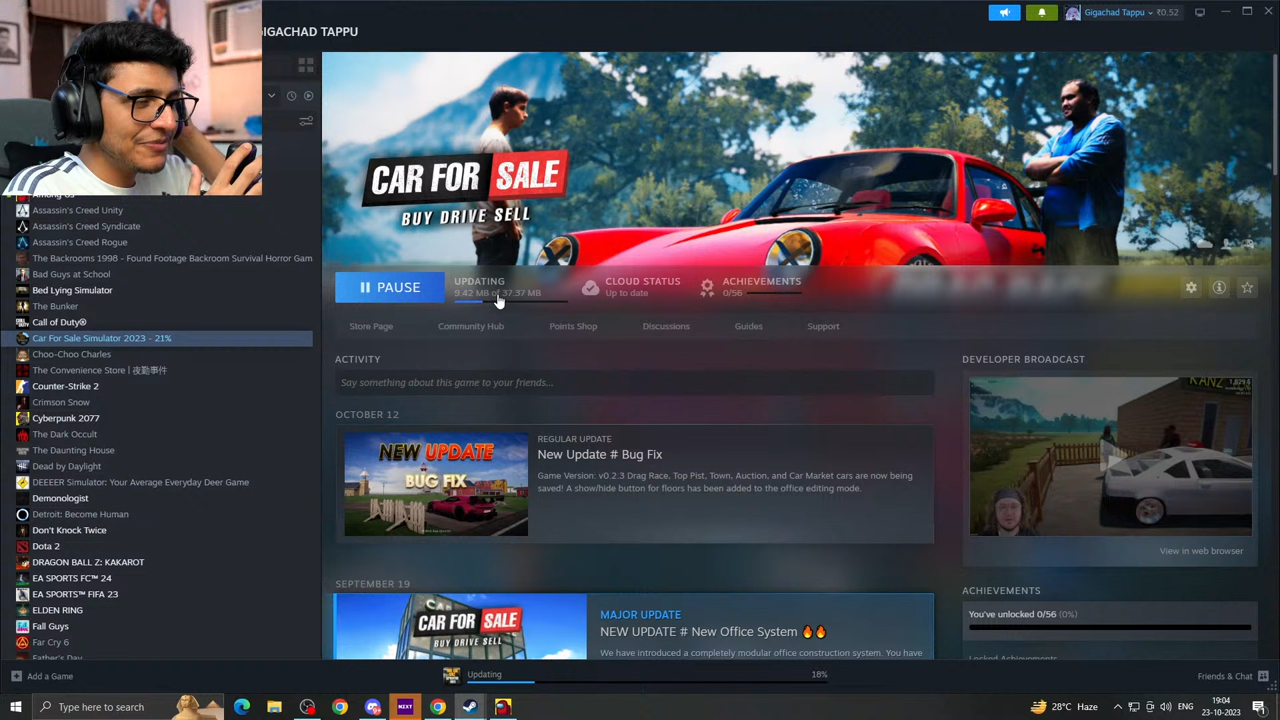 GIGACHAD TAPPU
Gigachad Tappu
₹0.52
CAR FOR SALE
BUY DRIVE SELL
PAUSE
UPDATING
9.42 MB of 37.37 MB
CLOUD STATUS
Up to date
ACHIEVEMENTS
0/56
Store Page
Community Hub
Points Shop
Discussions
Guides
Support
Among Us
Assassin's Creed Unity
Assassin's Creed Syndicate
Assassin's Creed Rogue
The Backrooms 1998 - Found Footage Backroom Survival Horror Gam
Bad Guys at School
Bed Lying Simulator
The Bunker
Call of Duty®
Car For Sale Simulator 2023 - 21%
Choo-Choo Charles
The Convenience Store | 夜勤事件
Counter-Strike 2
Crimson Snow
Cyberpunk 2077
The Dark Occult
The Daunting House
Dead by Daylight
DEEEER Simulator: Your Average Everyday Deer Game
Demonologist
Detroit: Become Human
Don't Knock Twice
Dota 2
DRAGON BALL Z: KAKAROT
EA SPORTS FC™ 24
EA SPORTS™ FIFA 23
ELDEN RING
Fall Guys
Far Cry 6
Father's Day
ACTIVITY
Say something about this game to your friends...
OCTOBER 12
NEW UPDATE
BUG FIX
REGULAR UPDATE
New Update # Bug Fix
Game Version: v0.2.3 Drag Race, Top Pist, Town, Auction, and Car Market cars are now being
saved! A show/hide button for floors has been added to the office editing mode.
SEPTEMBER 19
CAR FOR SALE
BUY DRIVE SELL
MAJOR UPDATE
NEW UPDATE # New Office System 🔥🔥
We have introduced a completely modular office construction system. You have
DEVELOPER BROADCAST
KANZ
View in web browser
ACHIEVEMENTS
You've unlocked 0/56 (0%)
Locked Achievements
Add a Game
Updating
18%
Friends & Chat
Type here to search
NZXT
28°C Haze
ENG
19:04
23-10-2023